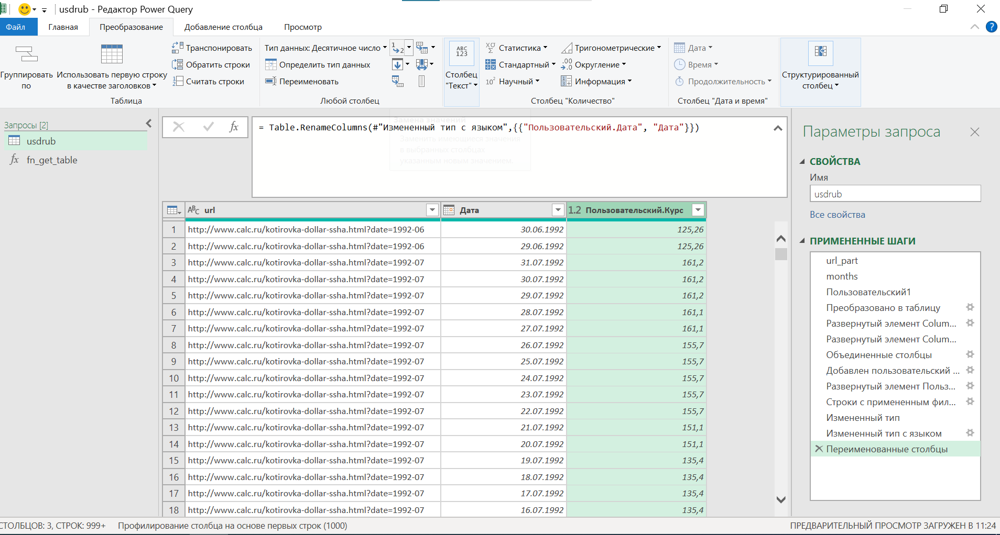 usdrub - Редактор Power Query
Файл Главная Преобразование Добавление столбца Просмотр
Группировать по
Использовать первую строку в качестве заголовков
Транспонировать
Обратить строки
Считать строки
Таблица
Тип данных: Десятичное число
Определить тип данных
Переименовать
Любой столбец
Столбец "Текст"
Статистика
Стандартный
Научный
Тригонометрические
Округление
Информация
Столбец "Количество"
Дата
Время
Продолжительность
Столбец "Дата и время"
Структурированный столбец
Запросы [2]
usdrub
fn_get_table
= Table.RenameColumns(#"Измененный тип с языком",{{"Пользовательский.Дата", "Дата"}})
Замена значений
Заменить имеющиеся значения
в выбранных столбцах
указанным новым значением.
url Дата 1.2 Пользовательский.Курс
1 http://www.calc.ru/kotirovka-dollar-ssha.html?date=1992-06 30.06.1992 125,26
2 http://www.calc.ru/kotirovka-dollar-ssha.html?date=1992-06 29.06.1992 125,26
3 http://www.calc.ru/kotirovka-dollar-ssha.html?date=1992-07 31.07.1992 161,2
4 http://www.calc.ru/kotirovka-dollar-ssha.html?date=1992-07 30.07.1992 161,2
5 http://www.calc.ru/kotirovka-dollar-ssha.html?date=1992-07 29.07.1992 161,2
6 http://www.calc.ru/kotirovka-dollar-ssha.html?date=1992-07 28.07.1992 161,1
7 http://www.calc.ru/kotirovka-dollar-ssha.html?date=1992-07 27.07.1992 161,1
8 http://www.calc.ru/kotirovka-dollar-ssha.html?date=1992-07 26.07.1992 155,7
9 http://www.calc.ru/kotirovka-dollar-ssha.html?date=1992-07 25.07.1992 155,7
10 http://www.calc.ru/kotirovka-dollar-ssha.html?date=1992-07 24.07.1992 155,7
11 http://www.calc.ru/kotirovka-dollar-ssha.html?date=1992-07 23.07.1992 155,7
12 http://www.calc.ru/kotirovka-dollar-ssha.html?date=1992-07 22.07.1992 155,7
13 http://www.calc.ru/kotirovka-dollar-ssha.html?date=1992-07 21.07.1992 151,1
14 http://www.calc.ru/kotirovka-dollar-ssha.html?date=1992-07 20.07.1992 151,1
15 http://www.calc.ru/kotirovka-dollar-ssha.html?date=1992-07 19.07.1992 135,4
16 http://www.calc.ru/kotirovka-dollar-ssha.html?date=1992-07 18.07.1992 135,4
17 http://www.calc.ru/kotirovka-dollar-ssha.html?date=1992-07 17.07.1992 135,4
18 http://www.calc.ru/kotirovka-dollar-ssha.html?date=1992-07 16.07.1992 135,4
Параметры запроса
СВОЙСТВА
Имя
usdrub
Все свойства
ПРИМЕНЕННЫЕ ШАГИ
url_part
months
Пользовательский1
Преобразовано в таблицу
Развернутый элемент Colum...
Развернутый элемент Colum...
Объединенные столбцы
Добавлен пользовательский ...
Развернутый элемент Польз...
Строки с примененным фил...
Измененный тип
Измененный тип с языком
Переименованные столбцы
СТОЛБЦОВ: 3, СТРОК: 999+ Профилирование столбца на основе первых строк (1000) ПРЕДВАРИТЕЛЬНЫЙ ПРОСМОТР ЗАГРУЖЕН В 11:24